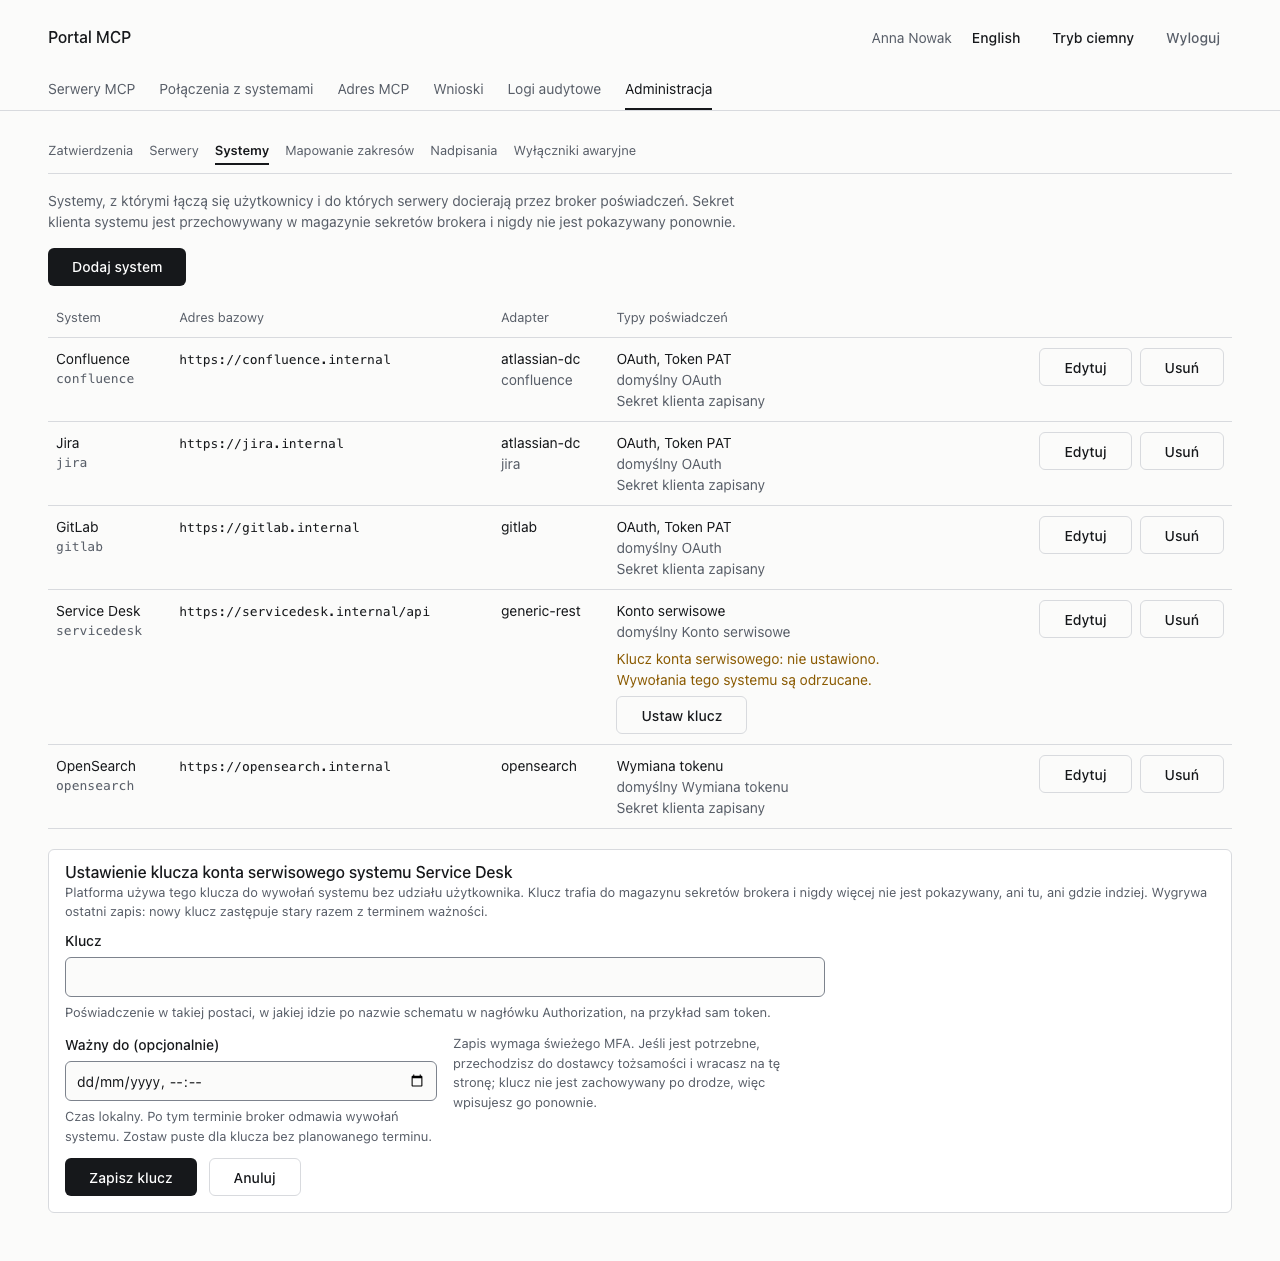 Portal MCP
Anna Nowak English Tryb ciemny Wyloguj
Serwery MCP Połączenia z systemami Adres MCP Wnioski Logi audytowe Administracja
Zatwierdzenia Serwery Systemy Mapowanie zakresów Nadpisania Wyłączniki awaryjne
Systemy, z którymi łączą się użytkownicy i do których serwery docierają przez broker poświadczeń. Sekret
klienta systemu jest przechowywany w magazynie sekretów brokera i nigdy nie jest pokazywany ponownie.
Dodaj system
System Adres bazowy Adapter Typy poświadczeń
Confluence https://confluence.internal atlassian-dc OAuth, Token PAT Edytuj Usuń
confluence confluence domyślny OAuth
Sekret klienta zapisany
Jira https://jira.internal atlassian-dc OAuth, Token PAT Edytuj Usuń
jira jira domyślny OAuth
Sekret klienta zapisany
GitLab https://gitlab.internal gitlab OAuth, Token PAT Edytuj Usuń
gitlab domyślny OAuth
Sekret klienta zapisany
Service Desk https://servicedesk.internal/api generic-rest Konto serwisowe Edytuj Usuń
servicedesk domyślny Konto serwisowe
Klucz konta serwisowego: nie ustawiono.
Wywołania tego systemu są odrzucane.
Ustaw klucz
OpenSearch https://opensearch.internal opensearch Wymiana tokenu Edytuj Usuń
opensearch domyślny Wymiana tokenu
Sekret klienta zapisany
Ustawienie klucza konta serwisowego systemu Service Desk
Platforma używa tego klucza do wywołań systemu bez udziału użytkownika. Klucz trafia do magazynu sekretów brokera i nigdy więcej nie jest pokazywany, ani tu, ani gdzie indziej. Wygrywa
ostatni zapis: nowy klucz zastępuje stary razem z terminem ważności.
Klucz
Poświadczenie w takiej postaci, w jakiej idzie po nazwie schematu w nagłówku Authorization, na przykład sam token.
Ważny do (opcjonalnie)
dd/mm/yyyy, --:--
Czas lokalny. Po tym terminie broker odmawia wywołań
systemu. Zostaw puste dla klucza bez planowanego terminu.
Zapis wymaga świeżego MFA. Jeśli jest potrzebne,
przechodzisz do dostawcy tożsamości i wracasz na tę
stronę; klucz nie jest zachowywany po drodze, więc
wpisujesz go ponownie.
Zapisz klucz Anuluj